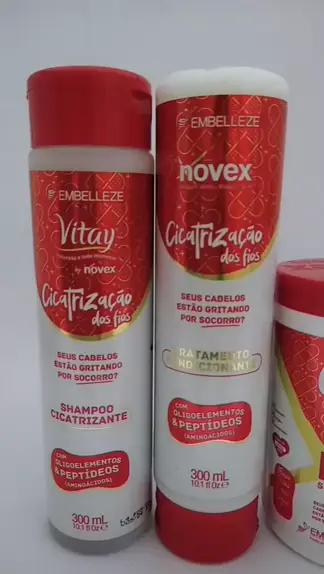 EMBELLEZE
Vitay
by novex
Cicatrização
dos fios
SEUS CABELOS
ESTÃO GRITANDO
POR SOCORRO?
SHAMPOO
CICATRIZANTE
COM
OLIGOELEMENTOS
& PEPTÍDEOS
(AMINOÁCIDOS)
300 mL
10.1 fl oz
EMBELLEZE
novex
Cicatrização
dos fios
SEUS CABELOS
ESTÃO GRITANDO
POR SOCORRO?
TRATAMENTO
CONDICIONANTE
COM
OLIGOELEMENTOS
& PEPTÍDEOS
(AMINOÁCIDOS)
300 mL
10.1 fl oz